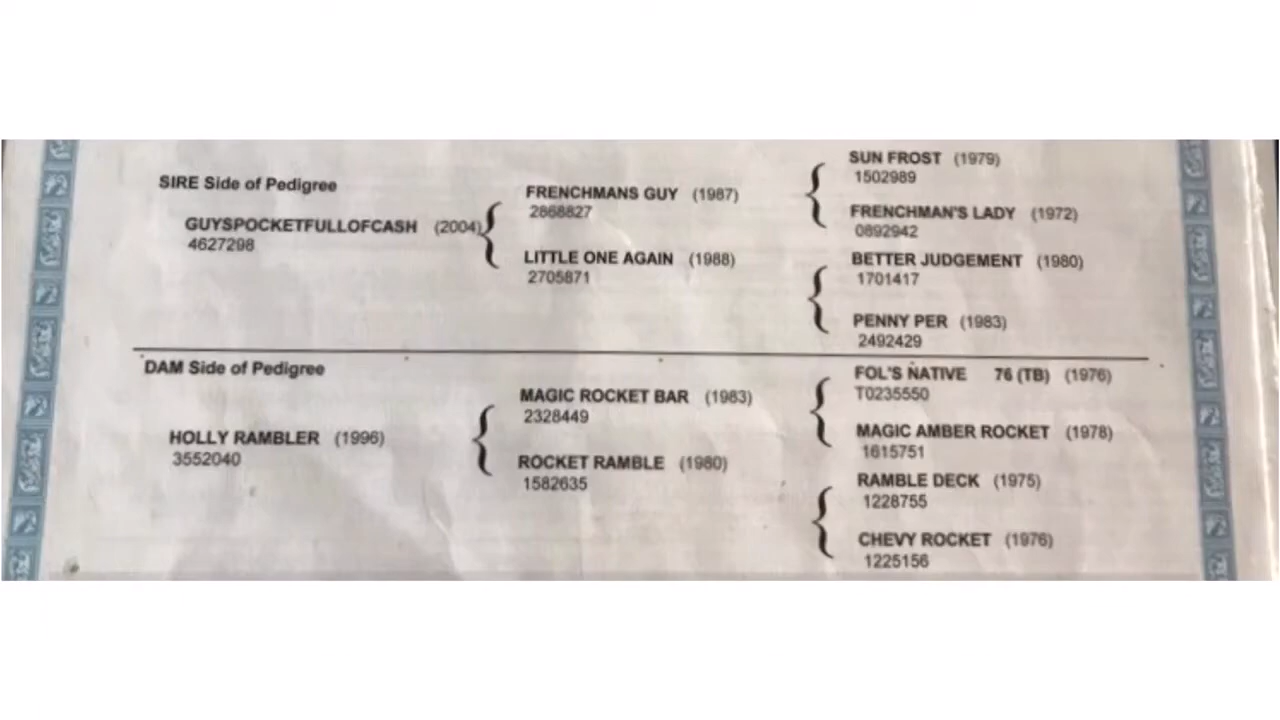 SIRE Side of Pedigree
GUYSPOCKETFULLOFCASH (2004)
4627298
FRENCHMANS GUY (1987)
2868827
LITTLE ONE AGAIN (1988)
2705871
SUN FROST (1979)
1502989
FRENCHMAN'S LADY (1972)
0892942
BETTER JUDGEMENT (1980)
1701417
PENNY PER (1983)
2492429
DAM Side of Pedigree
HOLLY RAMBLER (1996)
3552040
MAGIC ROCKET BAR (1983)
2328449
ROCKET RAMBLE (1980)
1582635
FOL'S NATIVE 76 (TB) (1976)
T0235550
MAGIC AMBER ROCKET (1978)
1615751
RAMBLE DECK (1975)
1228755
CHEVY ROCKET (1976)
1225156